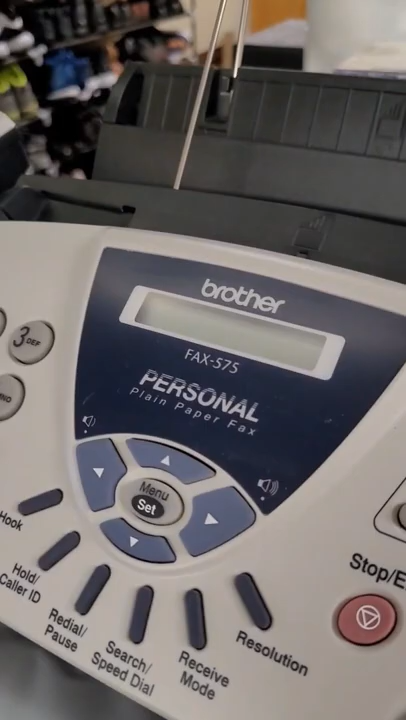 brother
FAX-575
PERSONAL
Plain Paper Fax
3 DEF
MNO
Menu
Set
Hook
Hold/
Caller ID
Redial/
Pause
Search/
Speed Dial
Receive
Mode
Resolution
Stop/E